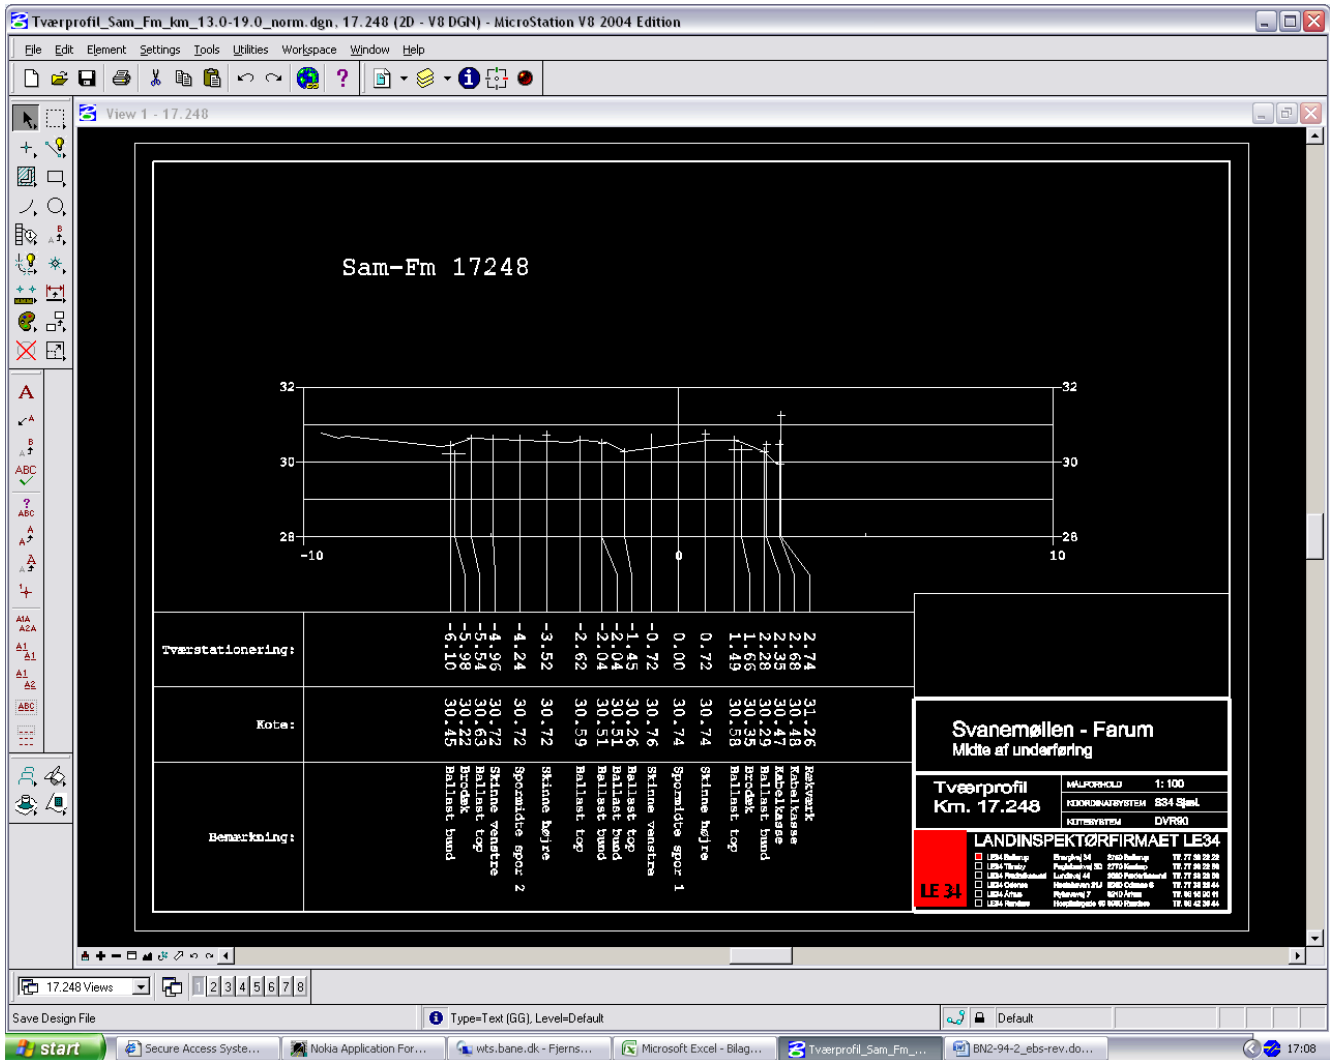 Tværprofil_Sam_Fm_km_13.0-19.0_norm.dgn, 17.248 (2D - V8 DGN) - MicroStation V8 2004 Edition
File Edit Element Settings Tools Utilities Workspace Window Help
View 1 - 17.248
Sam-Fm 17248
32 32
30 30
28 28
-10 0 10
Tværstationering:
-6.10
-5.98
-5.54
-4.96
-4.24
-3.52
-2.62
-2.04
-2.04
-1.45
-0.72
0.00
0.72
1.49
1.66
2.28
2.35
2.68
2.74
Kote:
30.45
30.22
30.63
30.72
30.72
30.72
30.59
30.51
30.51
30.26
30.76
30.74
30.74
30.58
30.35
30.29
30.47
30.48
31.26
Bemærkning:
Ballast bund
Brodæk
Ballast top
Skinne venstre
Spormidte spor 2
Skinne højre
Ballast top
Ballast bund
Ballast bund
Ballast top
Skinne venstre
Spormidte spor 1
Skinne højre
Ballast top
Brodæk
Ballast bund
Kabelkasse
Kabelkasse
Rækværk
Svanemøllen - Farum
Midte af underføring
Tværprofil
Km. 17.248
MÅLFORHOLD 1: 100
KOORDINATSYSTEM S34 Sjæl.
KOTESYSTEM DVR90
LANDINSPEKTØRFIRMAET LE34
LE 34
17.248 Views
1 2 3 4 5 6 7 8
Save Design File
Type=Text (GG), Level=Default
Default
start
Secure Access Syste...
Nokia Application For...
wts.bane.dk - Fjerns...
Microsoft Excel - Bilag...
Tværprofil_Sam_Fm_...
BN2-94-2_ebs-rev.do...
17:08